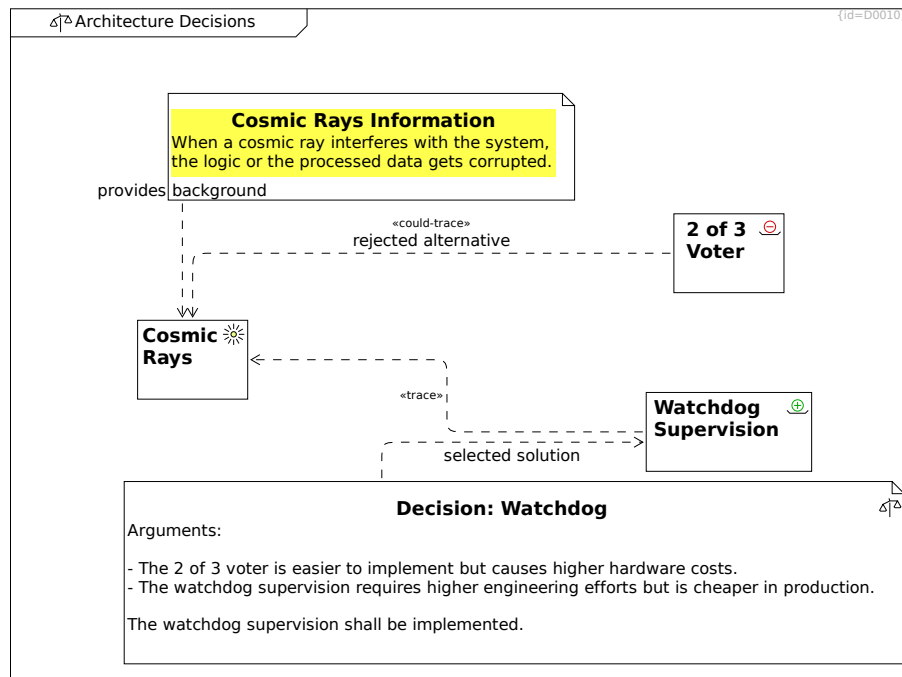 Architecture Decisions
{id=D0010
Cosmic Rays Information
When a cosmic ray interferes with the system,
the logic or the processed data gets corrupted.
provides background
«could-trace»
rejected alternative
2 of 3
Voter
Cosmic
Rays
«trace»
Watchdog
Supervision
selected solution
Decision: Watchdog
Arguments:
- The 2 of 3 voter is easier to implement but causes higher hardware costs.
- The watchdog supervision requires higher engineering efforts but is cheaper in production.
The watchdog supervision shall be implemented.